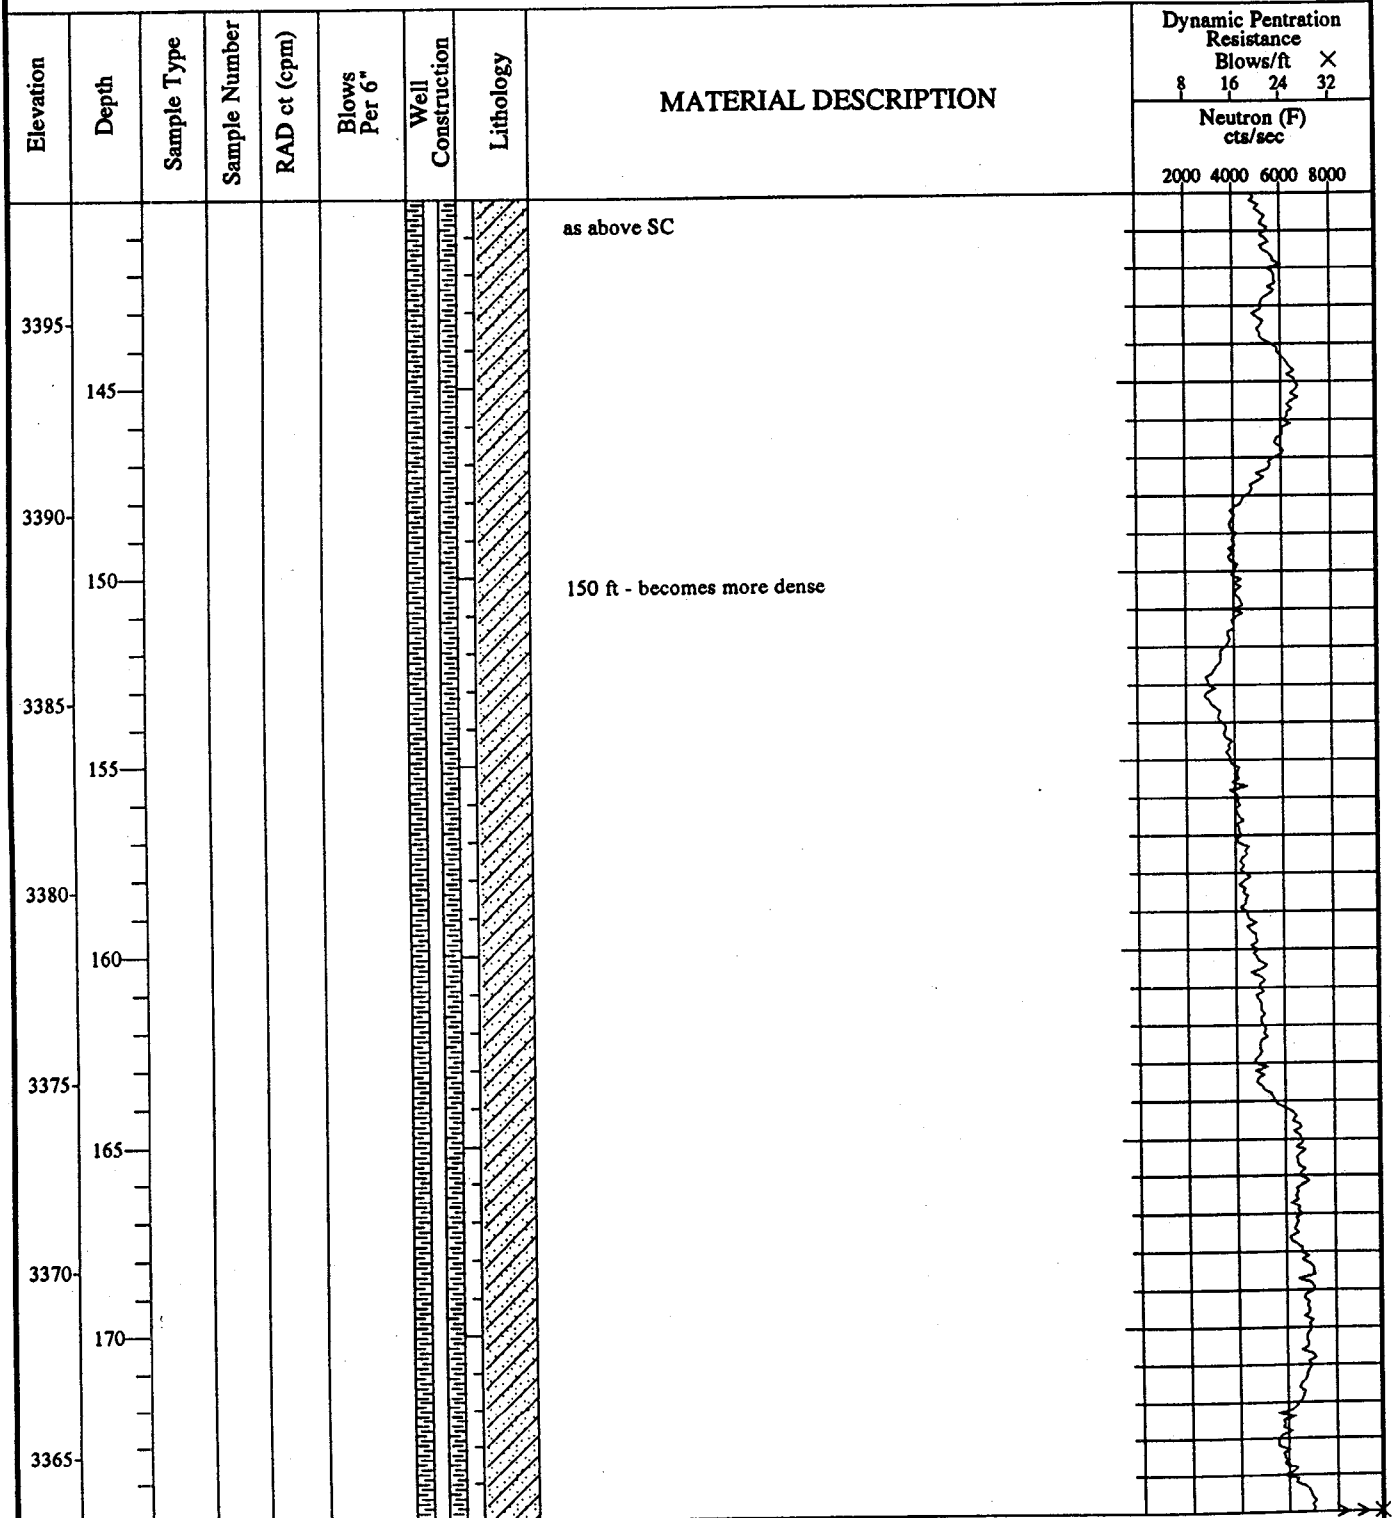 Elevation
Depth
Sample Type
Sample Number
RAD ct (cpm)
Blows
Per 6"
Well
Construction
Lithology
MATERIAL DESCRIPTION
Dynamic Pentration
Resistance
Blows/ft X
8 16 24 32
Neutron (F)
cts/sec
2000 4000 6000 8000
as above SC
3395
145
3390
150
150 ft - becomes more dense
3385
155
3380
160
3375
165
3370
170
3365